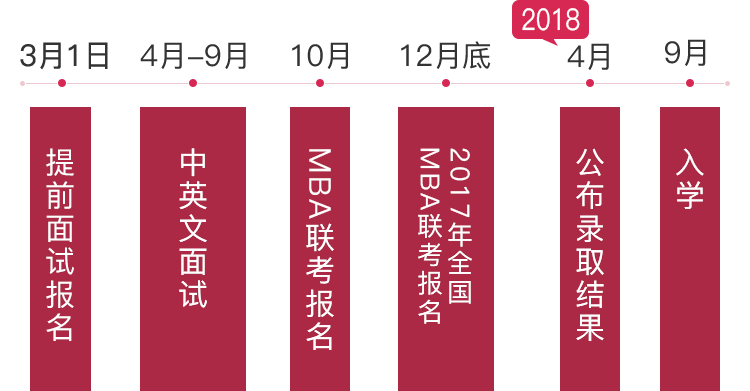 2018
3月1日
4月–9月
10月
12月底
4月
9月
提前面试报名
中英文面试
MBA联考报名
2017年全国
MBA联考报名
公布录取结果
入学